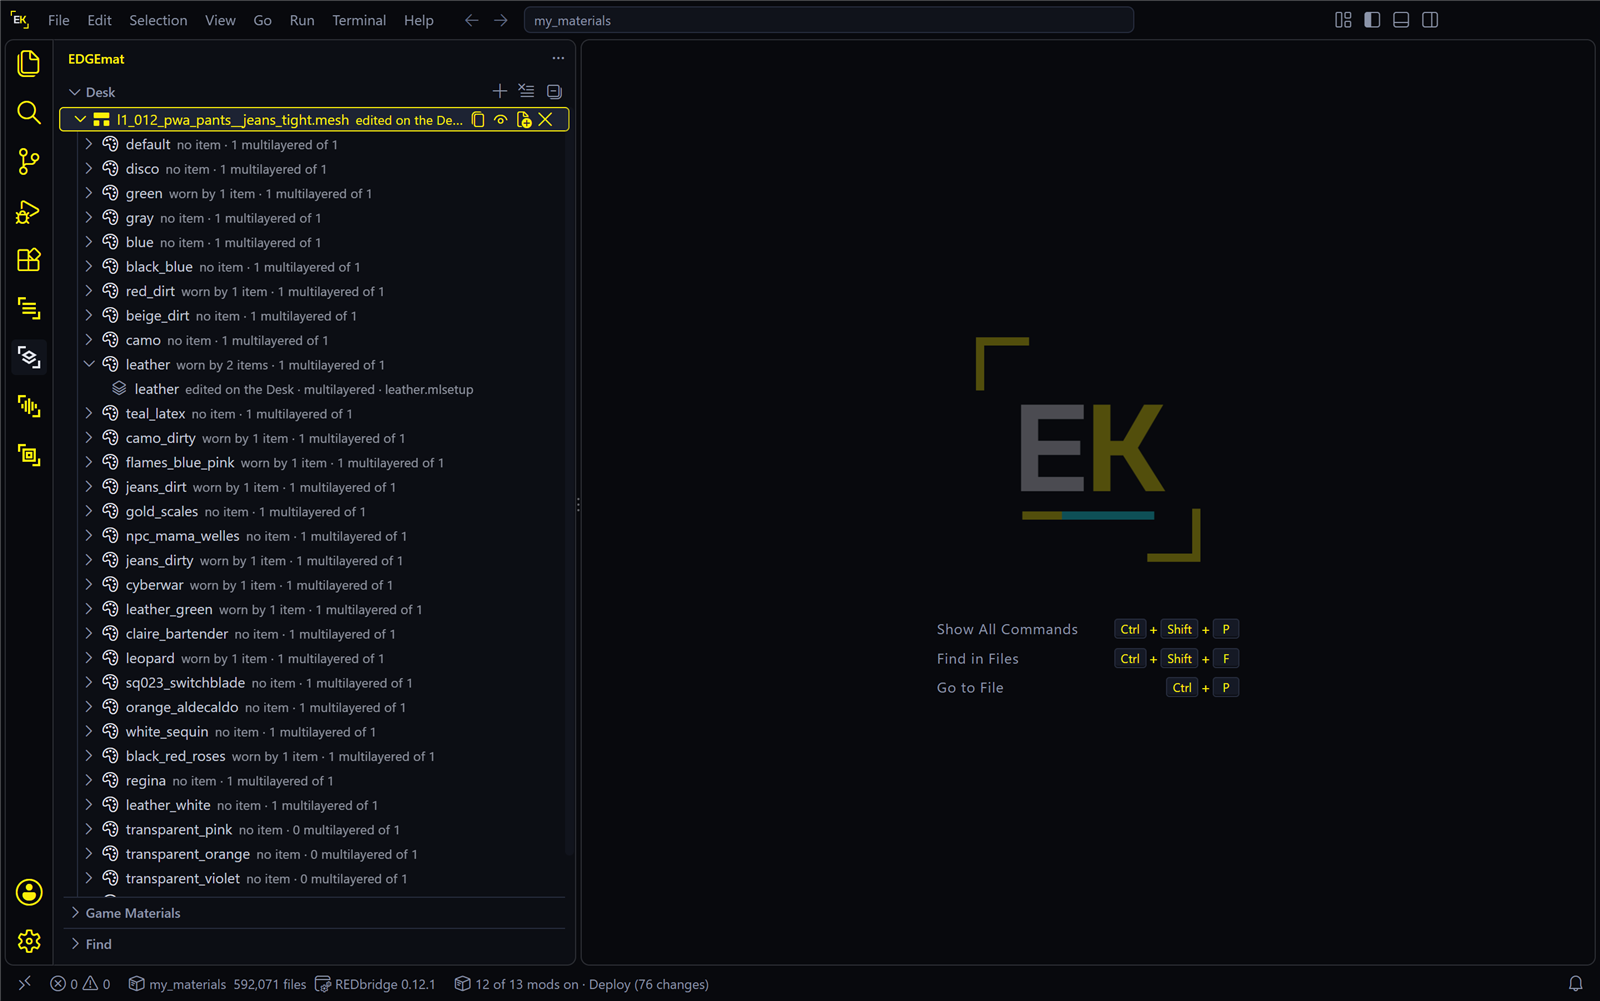 EK File Edit Selection View Go Run Terminal Help my_materials
EDGEmat
Desk
l1_012_pwa_pants__jeans_tight.mesh edited on the De...
default no item · 1 multilayered of 1
disco no item · 1 multilayered of 1
green worn by 1 item · 1 multilayered of 1
gray no item · 1 multilayered of 1
blue no item · 1 multilayered of 1
black_blue no item · 1 multilayered of 1
red_dirt worn by 1 item · 1 multilayered of 1
beige_dirt no item · 1 multilayered of 1
camo no item · 1 multilayered of 1
leather worn by 2 items · 1 multilayered of 1
leather edited on the Desk · multilayered · leather.mlsetup
teal_latex no item · 1 multilayered of 1
camo_dirty worn by 1 item · 1 multilayered of 1
flames_blue_pink worn by 1 item · 1 multilayered of 1
jeans_dirt worn by 1 item · 1 multilayered of 1
gold_scales no item · 1 multilayered of 1
npc_mama_welles no item · 1 multilayered of 1
jeans_dirty worn by 1 item · 1 multilayered of 1
cyberwar worn by 1 item · 1 multilayered of 1
leather_green worn by 1 item · 1 multilayered of 1
claire_bartender no item · 1 multilayered of 1
leopard worn by 1 item · 1 multilayered of 1
sq023_switchblade no item · 1 multilayered of 1
orange_aldecaldo no item · 1 multilayered of 1
white_sequin no item · 1 multilayered of 1
black_red_roses worn by 1 item · 1 multilayered of 1
regina no item · 1 multilayered of 1
leather_white no item · 1 multilayered of 1
transparent_pink no item · 0 multilayered of 1
transparent_orange no item · 0 multilayered of 1
transparent_violet no item · 0 multilayered of 1
Game Materials
Find
EK
Show All Commands Ctrl + Shift + P
Find in Files Ctrl + Shift + F
Go to File Ctrl + P
0 0 my_materials 592,071 files REDbridge 0.12.1 12 of 13 mods on · Deploy (76 changes)